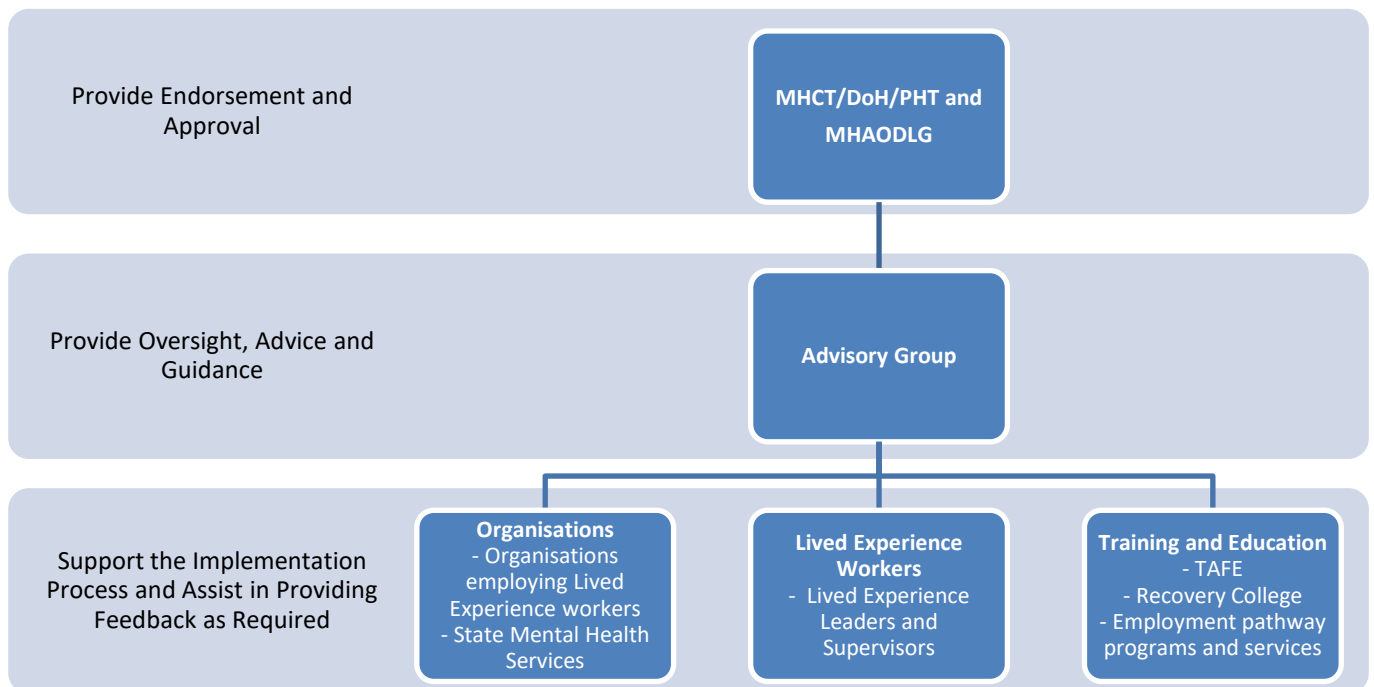 Provide Endorsement and
Approval
MHCT/DoH/PHT and
MHAODLG
Provide Oversight, Advice and
Guidance
Advisory Group
Support the Implementation
Process and Assist in Providing
Feedback as Required
Organisations
- Organisations
employing Lived
Experience workers
- State Mental Health
Services
Lived Experience
Workers
- Lived Experience
Leaders and
Supervisors
Training and Education
- TAFE
- Recovery College
- Employment pathway
programs and services